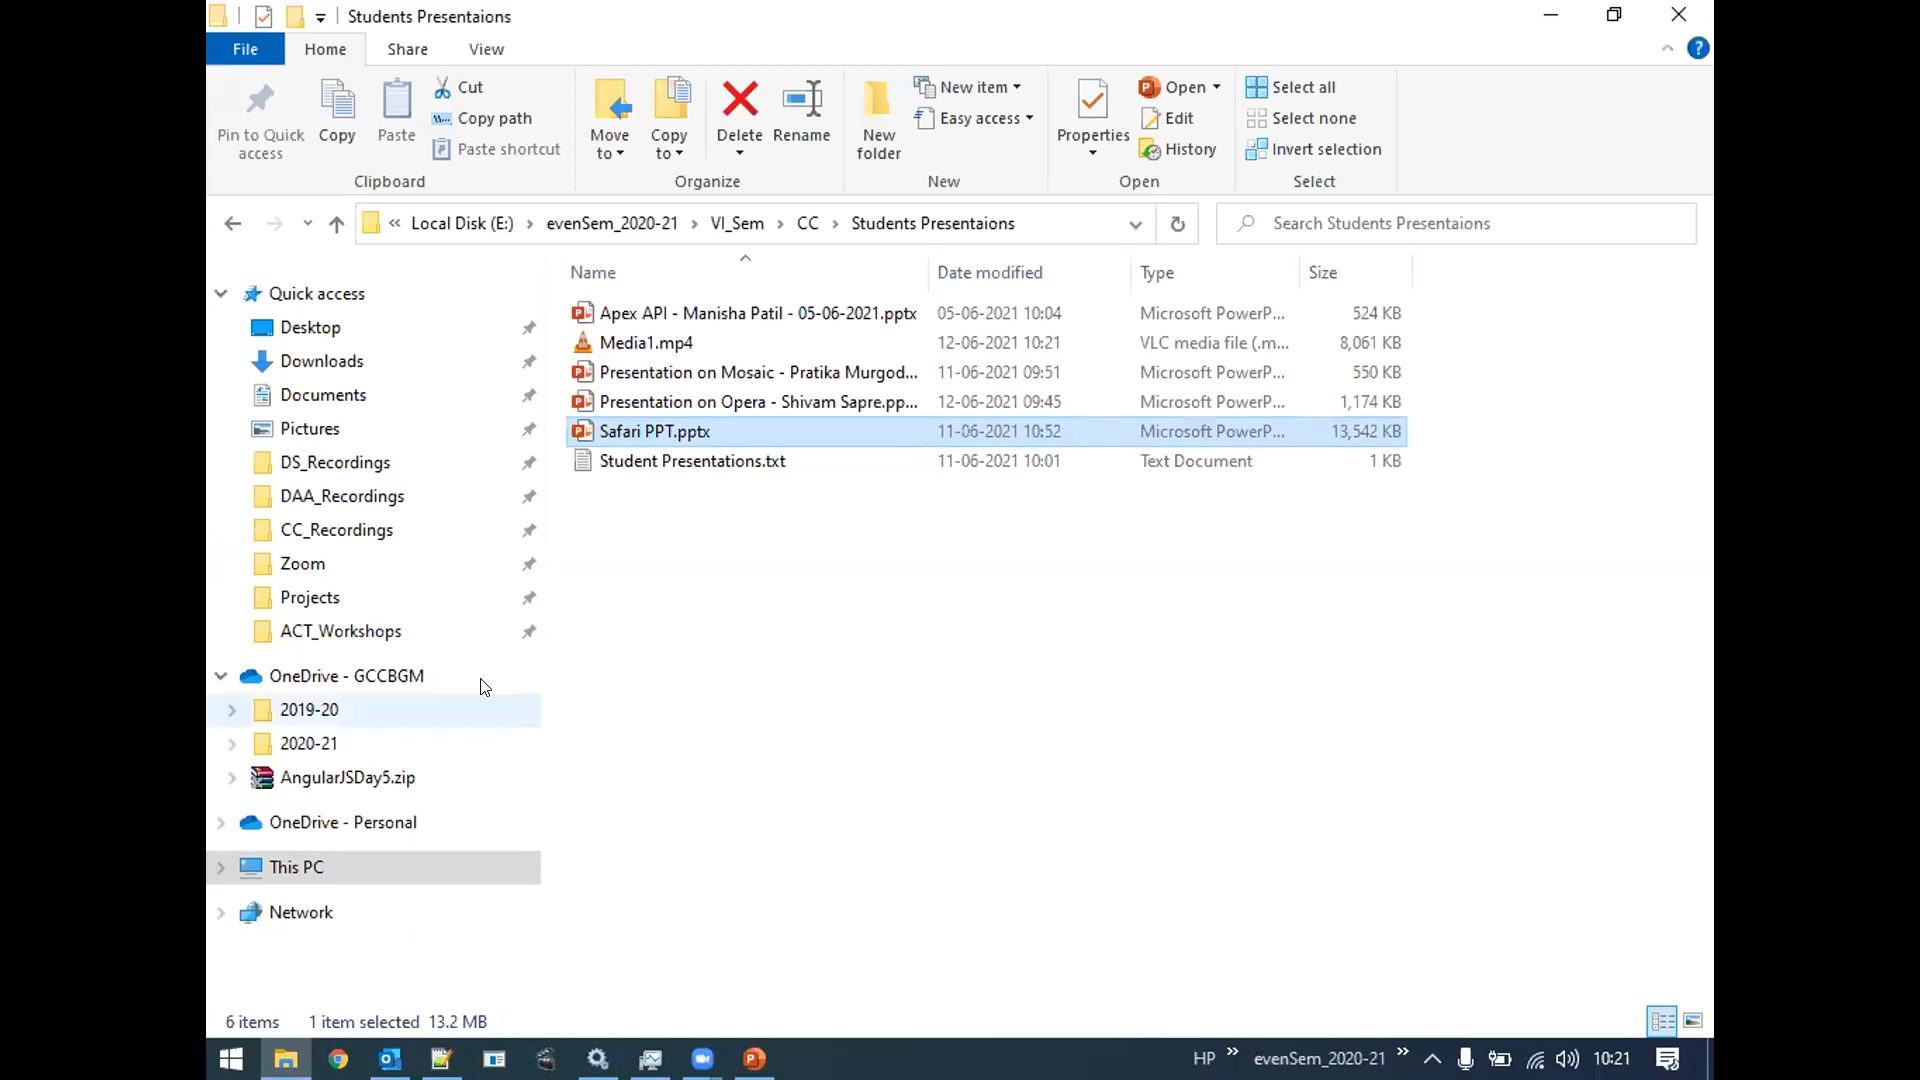 Students Presentaions
File Home Share View
Pin to Quick access
Copy
Paste
Cut
Copy path
Paste shortcut
Move to
Copy to
Delete
Rename
New folder
New item
Easy access
Properties
Open
Edit
History
Select all
Select none
Invert selection
Clipboard Organize New Open Select
« Local Disk (E:) › evenSem_2020-21 › VI_Sem › CC › Students Presentaions
Search Students Presentaions
Name Date modified Type Size
Apex API - Manisha Patil - 05-06-2021.pptx 05-06-2021 10:04 Microsoft PowerP... 524 KB
Media1.mp4 12-06-2021 10:21 VLC media file (.m... 8,061 KB
Presentation on Mosaic - Pratika Murgod... 11-06-2021 09:51 Microsoft PowerP... 550 KB
Presentation on Opera - Shivam Sapre.pp... 12-06-2021 09:45 Microsoft PowerP... 1,174 KB
Safari PPT.pptx 11-06-2021 10:52 Microsoft PowerP... 13,542 KB
Student Presentations.txt 11-06-2021 10:01 Text Document 1 KB
Quick access
Desktop
Downloads
Documents
Pictures
DS_Recordings
DAA_Recordings
CC_Recordings
Zoom
Projects
ACT_Workshops
OneDrive - GCCBGM
2019-20
2020-21
AngularJSDay5.zip
OneDrive - Personal
This PC
Network
6 items 1 item selected 13.2 MB
HP » evenSem_2020-21 » 10:21